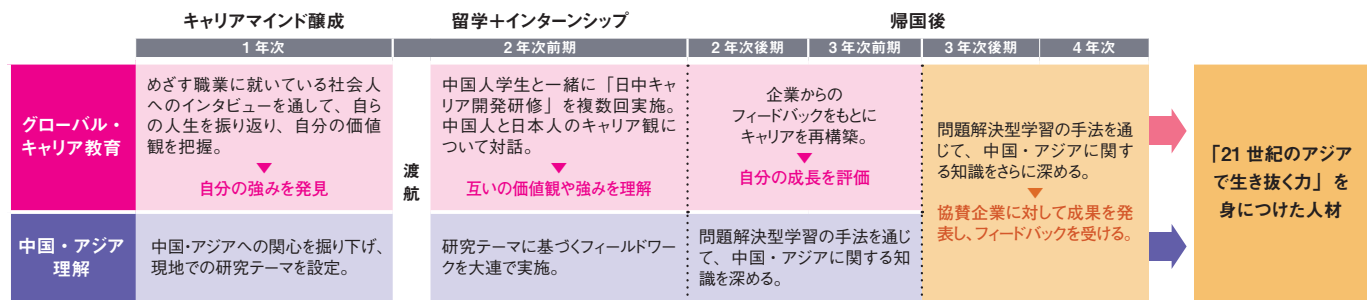 キャリアマインド醸成
留学＋インターンシップ
帰国後
1年次
2年次前期
2年次後期
3年次前期
3年次後期
4年次
グローバル・
キャリア教育
めざす職業に就いている社会人
へのインタビューを通して、自ら
の人生を振り返り、自分の価値
観を把握。
自分の強みを発見
渡
航
中国人学生と一緒に「日中キャ
リア開発研修」を複数回実施。
中国人と日本人のキャリア観に
ついて対話。
互いの価値観や強みを理解
企業からの
フィードバックをもとに
キャリアを再構築。
自分の成長を評価
問題解決型学習の手法を通
じて、中国・アジアに関す
る知識をさらに深める。
協賛企業に対して成果を発
表し、フィードバックを受ける。
「21世紀のアジア
で生き抜く力」を
身につけた人材
中国・アジア
理解
中国・アジアへの関心を掘り下げ、
現地での研究テーマを設定。
研究テーマに基づくフィールドワー
クを大連で実施。
問題解決型学習の手法を通じ
て、中国・アジアに関する知
識を深める。